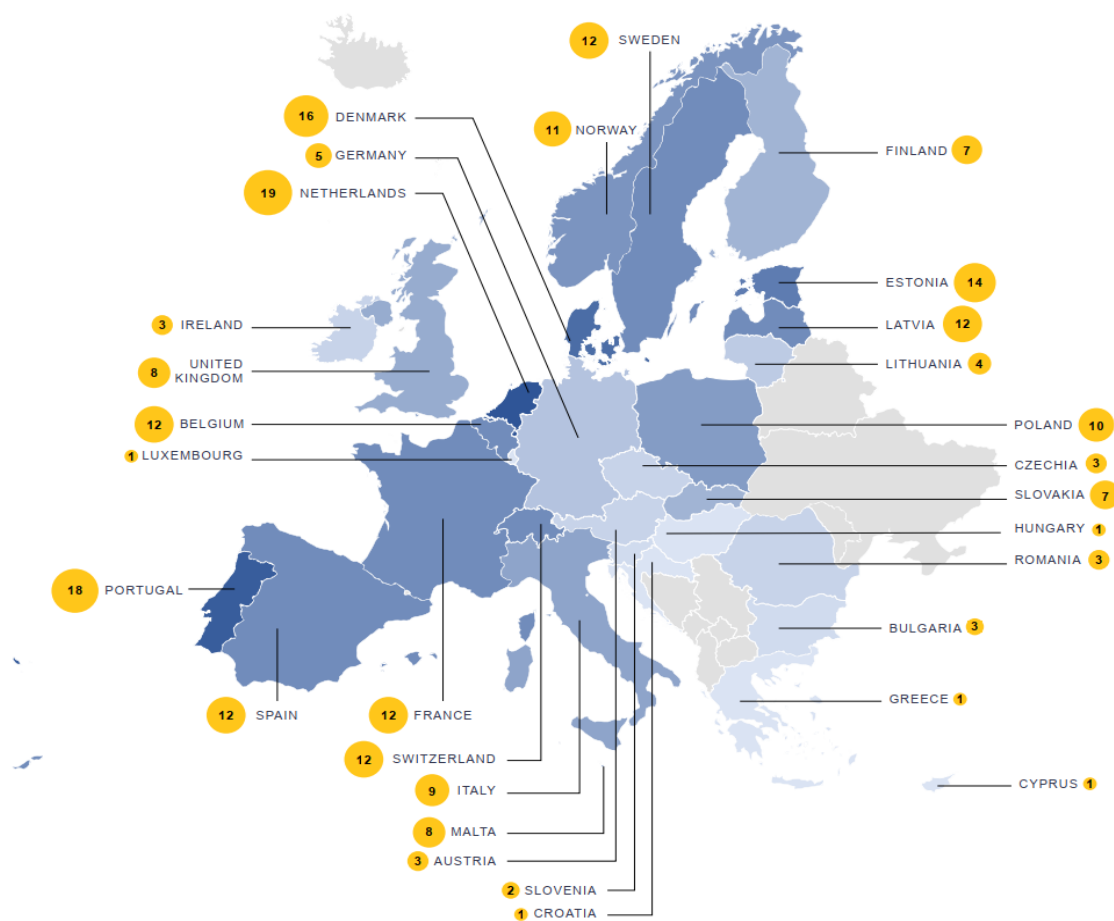 12 SWEDEN
16 DENMARK
11 NORWAY
5 GERMANY
FINLAND 7
19 NETHERLANDS
ESTONIA 14
3 IRELAND
LATVIA 12
8 UNITED
KINGDOM
LITHUANIA 4
12 BELGIUM
POLAND 10
1 LUXEMBOURG
CZECHIA 3
SLOVAKIA 7
HUNGARY 1
ROMANIA 3
18 PORTUGAL
BULGARIA 3
GREECE 1
12 SPAIN
12 FRANCE
12 SWITZERLAND
CYPRUS 1
9 ITALY
8 MALTA
3 AUSTRIA
2 SLOVENIA
1 CROATIA